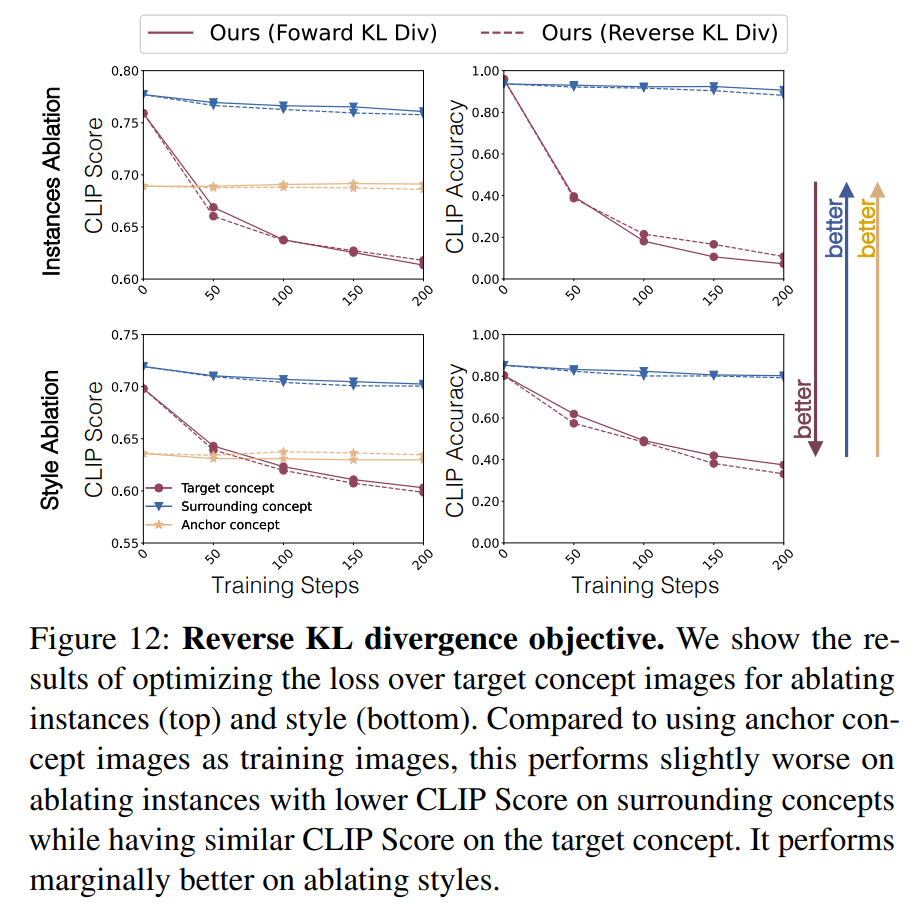 Ours (Foward KL Div)
Ours (Reverse KL Div)
Instances Ablation
CLIP Score
0.80
0.75
0.70
0.65
0.60
0
50
100
150
200
CLIP Accuracy
1.00
0.80
0.60
0.40
0.20
0.00
0
50
100
150
200
better
better
better
Style Ablation
CLIP Score
0.75
0.70
0.65
0.60
0.55
Target concept
Surrounding concept
Anchor concept
0
50
100
150
200
Training Steps
CLIP Accuracy
1.00
0.80
0.60
0.40
0.20
0.00
0
50
100
150
200
Training Steps
Figure 12: Reverse KL divergence objective. We show the re-
sults of optimizing the loss over target concept images for ablating
instances (top) and style (bottom). Compared to using anchor con-
cept images as training images, this performs slightly worse on
ablating instances with lower CLIP Score on surrounding concepts
while having similar CLIP Score on the target concept. It performs
marginally better on ablating styles.